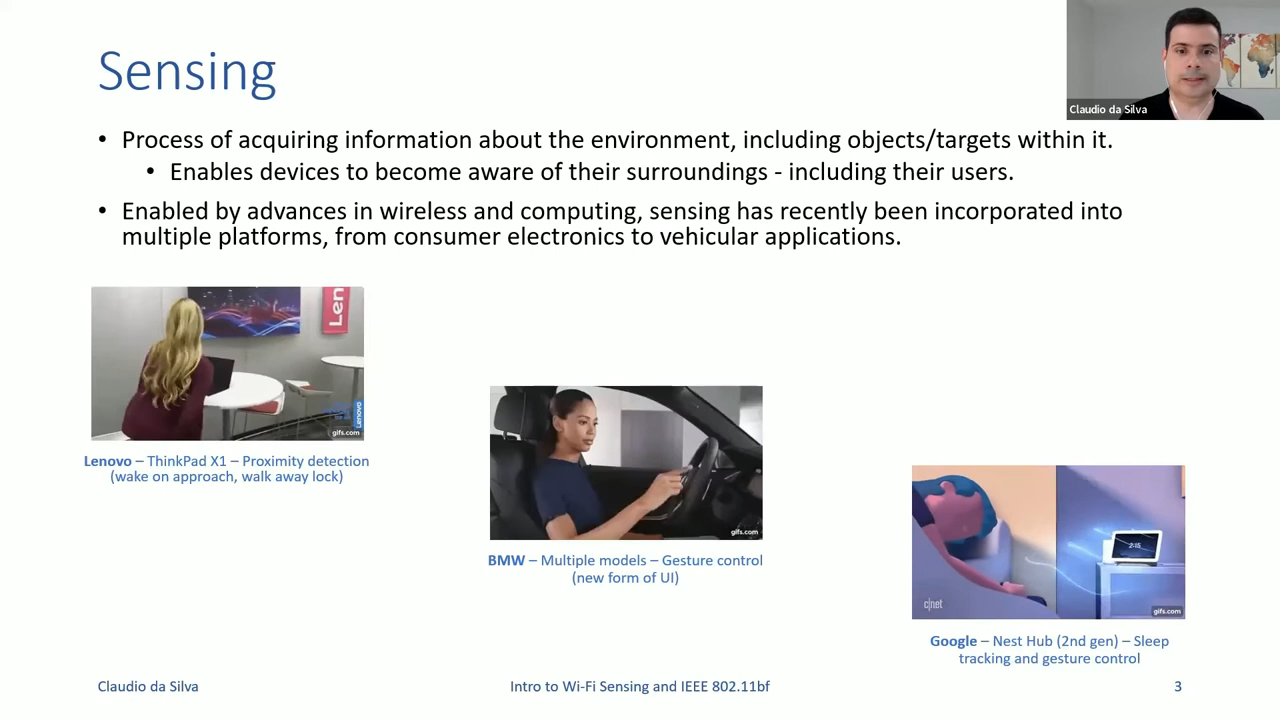 Sensing
Claudio da Silva
• Process of acquiring information about the environment, including objects/targets within it.
• Enables devices to become aware of their surroundings - including their users.
• Enabled by advances in wireless and computing, sensing has recently been incorporated into
multiple platforms, from consumer electronics to vehicular applications.
Len
Lenovo
gifs.com
Lenovo – ThinkPad X1 – Proximity detection
(wake on approach, walk away lock)
gifs.com
BMW – Multiple models – Gesture control
(new form of UI)
2:15
c|net
gifs.com
Google – Nest Hub (2nd gen) – Sleep
tracking and gesture control
Claudio da Silva
Intro to Wi-Fi Sensing and IEEE 802.11bf
3